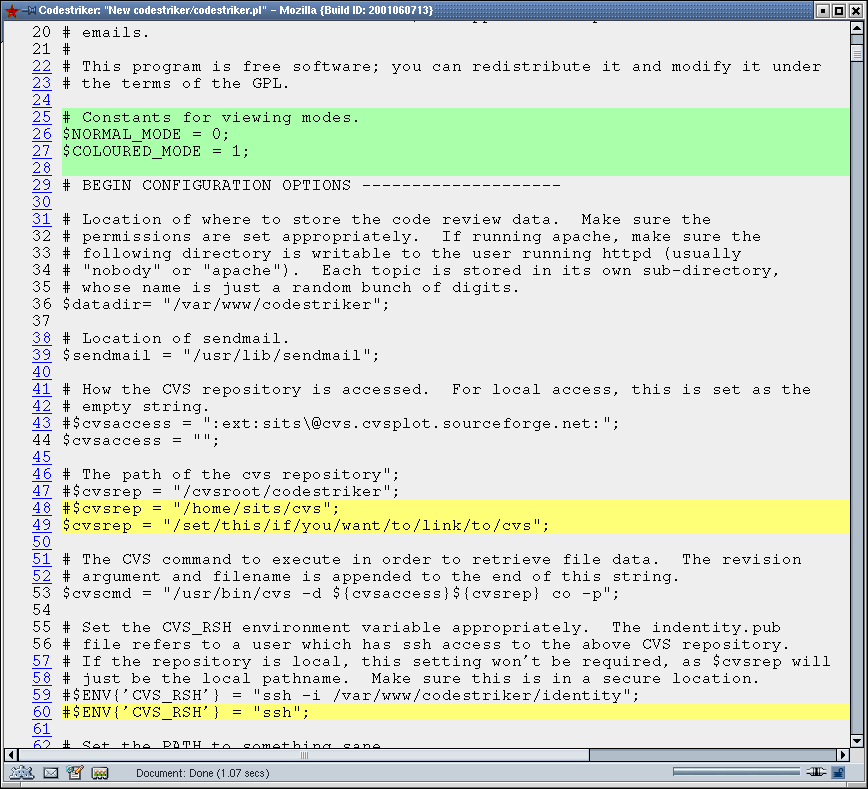 Codestriker: "New codestriker/codestriker.pl" - Mozilla {Build ID: 2001060713}
20 # emails.
21 #
22 # This program is free software; you can redistribute it and modify it under
23 # the terms of the GPL.
24
25 # Constants for viewing modes.
26 $NORMAL_MODE = 0;
27 $COLOURED_MODE = 1;
28
29 # BEGIN CONFIGURATION OPTIONS --------------------
30
31 # Location of where to store the code review data.  Make sure the
32 # permissions are set appropriately.  If running apache, make sure the
33 # following directory is writable to the user running httpd (usually
34 # "nobody" or "apache").  Each topic is stored in its own sub-directory,
35 # whose name is just a random bunch of digits.
36 $datadir= "/var/www/codestriker";
37
38 # Location of sendmail.
39 $sendmail = "/usr/lib/sendmail";
40
41 # How the CVS repository is accessed.  For local access, this is set as the
42 # empty string.
43 #$cvsaccess = ":ext:sits\@cvs.cvsplot.sourceforge.net:";
44 $cvsaccess = "";
45
46 # The path of the cvs repository";
47 #$cvsrep = "/cvsroot/codestriker";
48 #$cvsrep = "/home/sits/cvs";
49 $cvsrep = "/set/this/if/you/want/to/link/to/cvs";
50
51 # The CVS command to execute in order to retrieve file data.  The revision
52 # argument and filename is appended to the end of this string.
53 $cvscmd = "/usr/bin/cvs -d ${cvsaccess}${cvsrep} co -p";
54
55 # Set the CVS_RSH environment variable appropriately.  The indentity.pub
56 # file refers to a user which has ssh access to the above CVS repository.
57 # If the repository is local, this setting won't be required, as $cvsrep will
58 # just be the local pathname.  Make sure this is in a secure location.
59 #$ENV{'CVS_RSH'} = "ssh -i /var/www/codestriker/identity";
60 #$ENV{'CVS_RSH'} = "ssh";
61
62 # Set the PATH to something sane
Document: Done (1.07 secs)